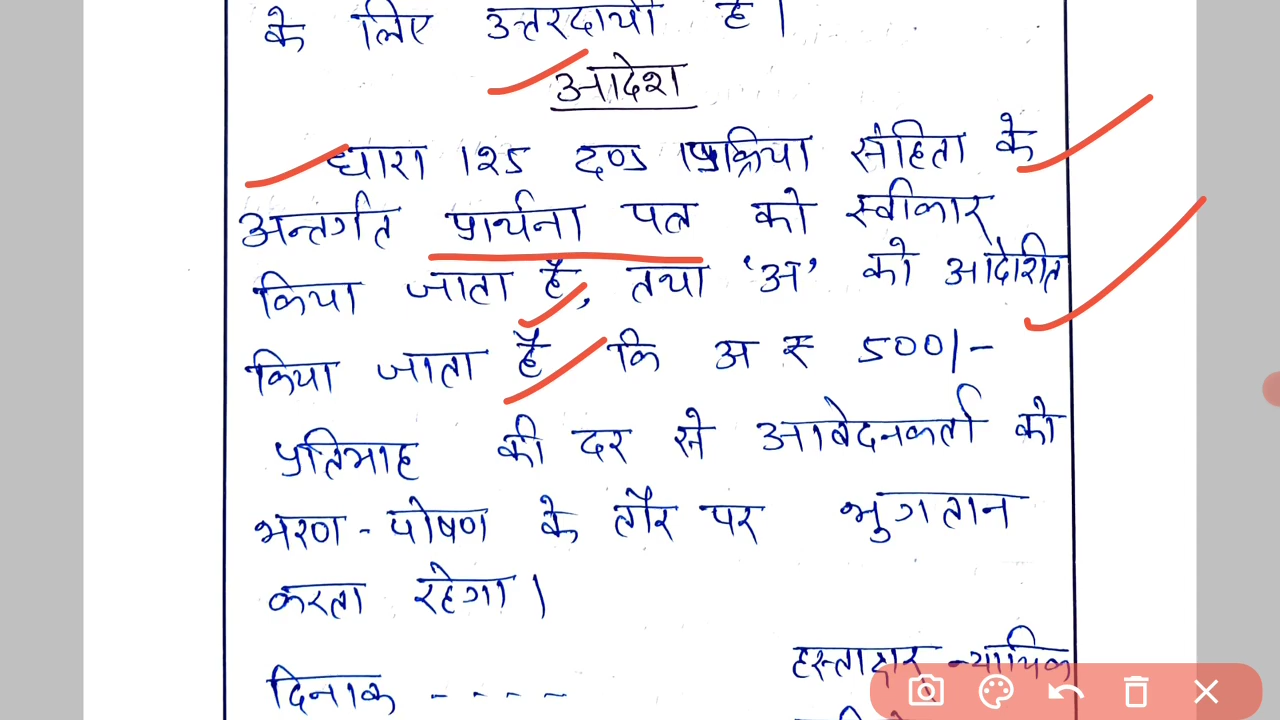 के लिए उत्तरदायी है।
आदेश
धारा 125 दण्ड प्रक्रिया संहिता के
अन्तर्गत प्रार्थना पत्र को स्वीकार
किया जाता है, तथा 'अ' को आदेशित
किया जाता है कि अ रु 500/-
प्रतिमाह की दर से आवेदनकर्ता को
भरण-पोषण के तौर पर भुगतान
करता रहेगा।
हस्ताक्षर न्यायिक
दिनाक - - - -